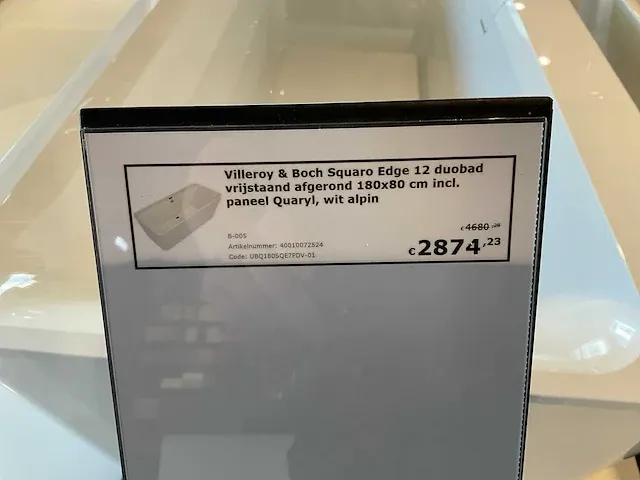 Villeroy & Boch Squaro Edge 12 duobad
vrijstaand afgerond 180x80 cm incl.
paneel Quaryl, wit alpin
B-005
Artikelnummer: 40010072524
Code: UBQ180SQE7PDV-01
€ 4680
€ 2874,23